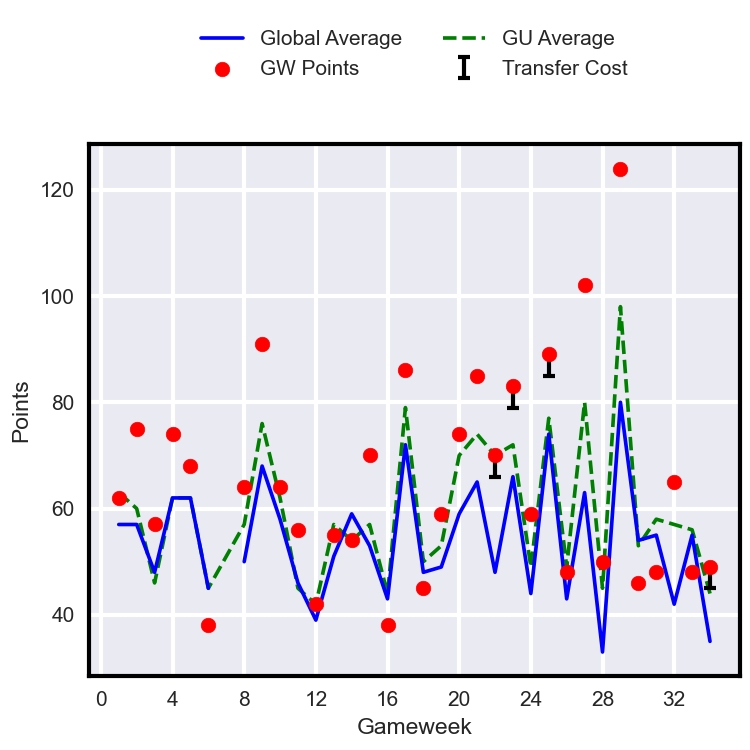 Global Average
GU Average
GW Points
Transfer Cost
120
100
80
60
40
Points
0 4 8 12 16 20 24 28 32
Gameweek